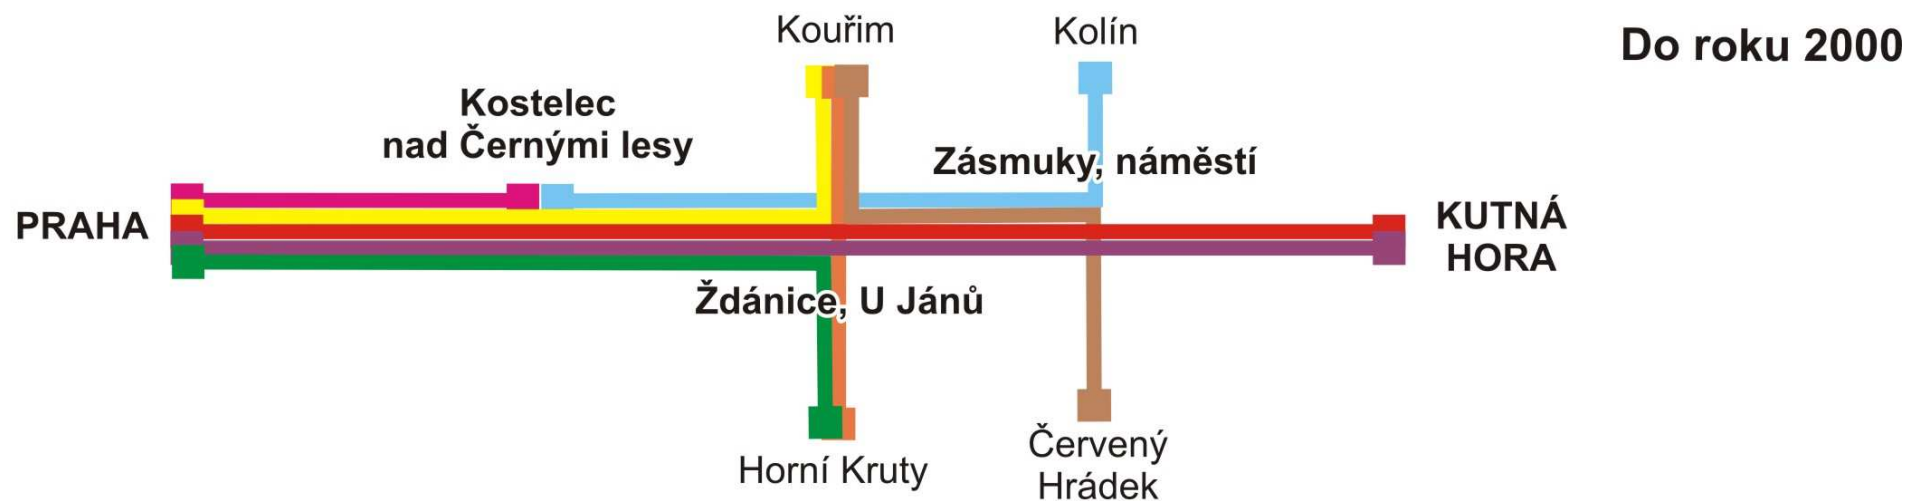 Kouřim
Kolín
Do roku 2000
Kostelec
nad Černými lesy
Zásmuky, náměstí
PRAHA
KUTNÁ
HORA
Ždánice, U Jánů
Horní Kruty
Červený
Hrádek